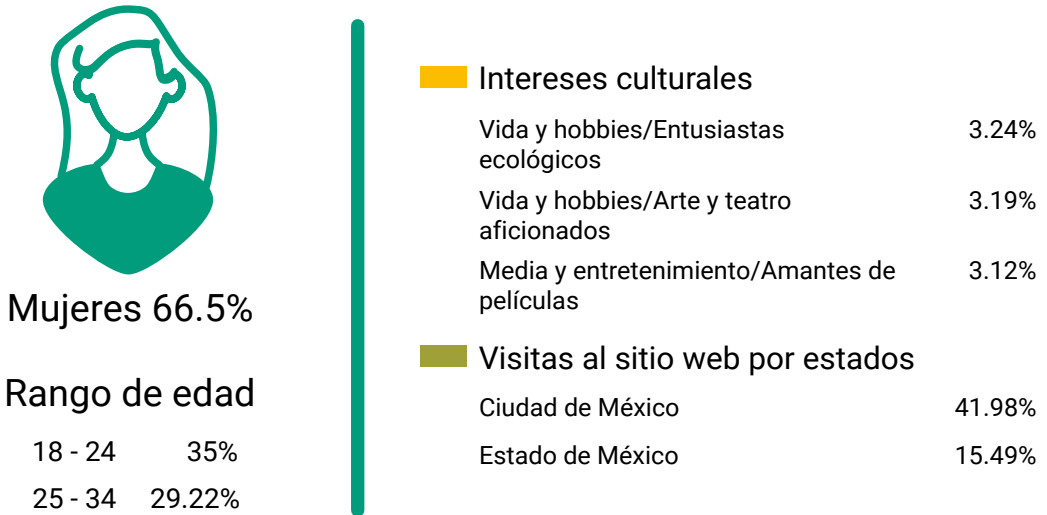 Mujeres 66.5%
Rango de edad
18 - 24 35%
25 - 34 29.22%
Intereses culturales
Vida y hobbies/Entusiastas 3.24%
ecológicos
Vida y hobbies/Arte y teatro 3.19%
aficionados
Media y entretenimiento/Amantes de 3.12%
películas
Visitas al sitio web por estados
Ciudad de México 41.98%
Estado de México 15.49%